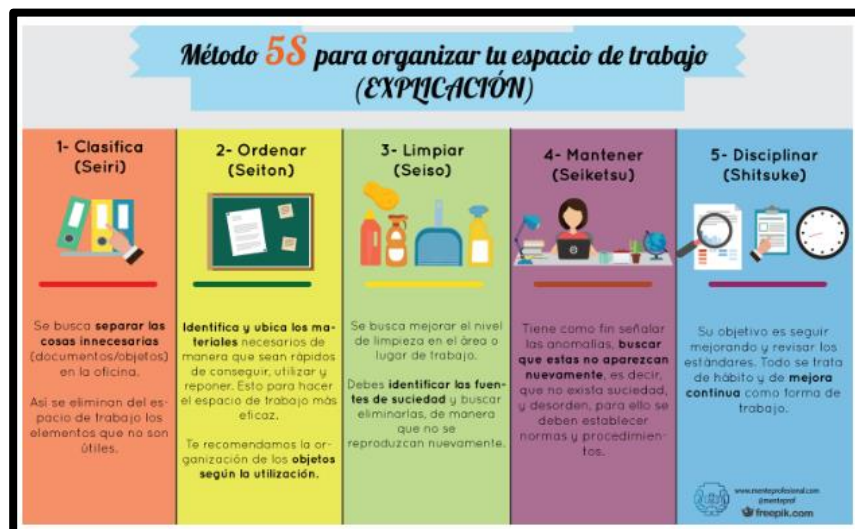 Método 5S para organizar tu espacio de trabajo
(EXPLICACIÓN)
1- Clasifica
(Seiri)
Se busca separar las
cosas innecesarias
(documentos/objetos)
en la oficina.
Así se eliminan del es-
pacio de trabajo los
elementos que no son
útiles.
2- Ordenar
(Seiton)
Identifica y ubica los ma-
teriales necesarios de
manera que sean rápidos
de conseguir, utilizar y
reponer. Esto para hacer
el espacio de trabajo más
eficaz.
Te recomendamos la or-
ganización de los objetos
según la utilización.
3- Limpiar
(Seiso)
Se busca mejorar el nivel
de limpieza en el área o
lugar de trabajo.
Debes identificar las fuen-
tes de suciedad y buscar
eliminarlas, de manera
que no se
reproduzcan nuevamente.
4- Mantener
(Seiketsu)
Tiene como fin señalar
las anomalías, buscar
que estas no aparezcan
nuevamente, es decir,
que no exista suciedad,
y desorden, para ello se
deben establecer
normas y procedimien-
tos.
5- Disciplinar
(Shitsuke)
Su objetivo es seguir
mejorando y revisar los
estándares. Todo se trata
de hábito y de mejora
continua como forma de
trabajo.
www.menteprofesional.com
@menteprof
freepik.com